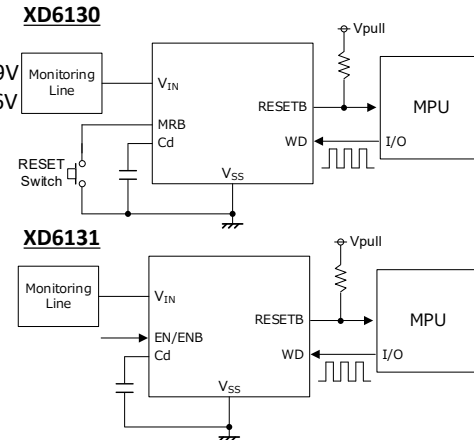 XD6130
Vpull
9V
6V
Monitoring
Line
VIN
MRB
Cd
RESETB
WD
VSS
MPU
I/O
RESET
Switch
XD6131
Vpull
Monitoring
Line
VIN
EN/ENB
Cd
RESETB
WD
VSS
MPU
I/O